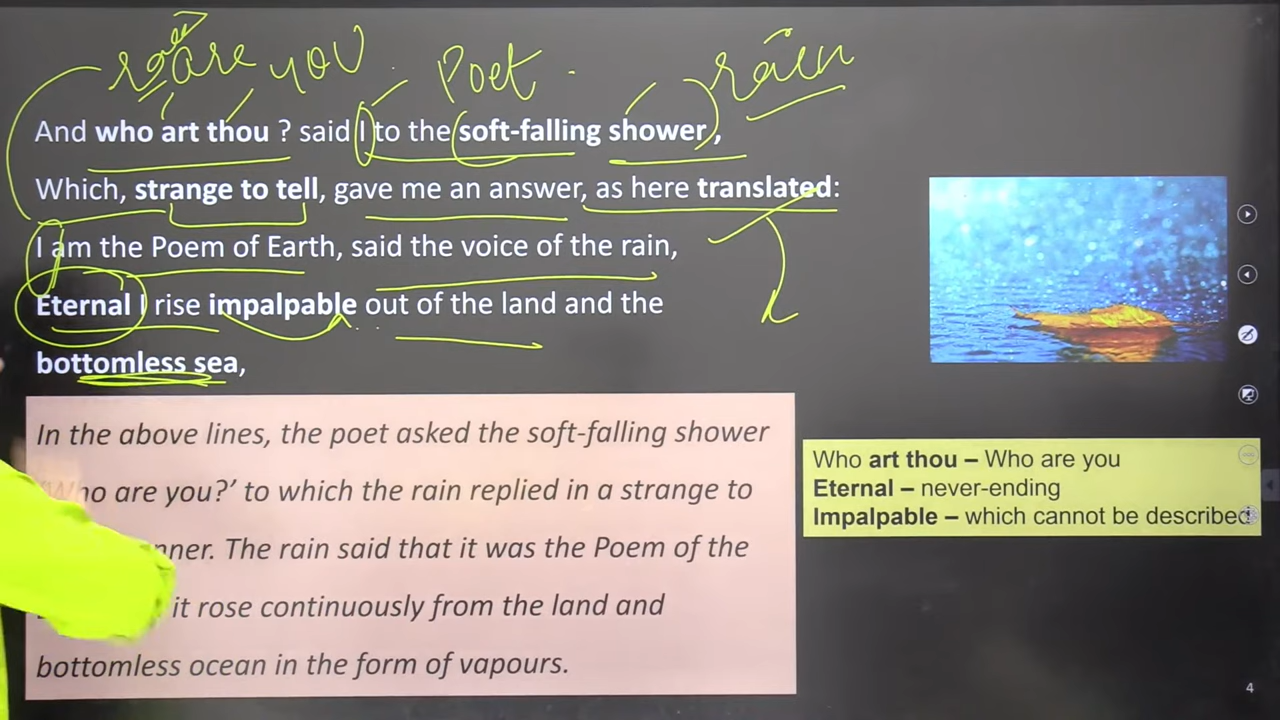 are you Poet. rain
And who art thou ? said I to the soft-falling shower,
Which, strange to tell, gave me an answer, as here translated:
I am the Poem of Earth, said the voice of the rain,
Eternal I rise impalpable out of the land and the
bottomless sea,
In the above lines, the poet asked the soft-falling shower
‘Who are you?’ to which the rain replied in a strange to
The rain said that it was the Poem of the
it rose continuously from the land and
bottomless ocean in the form of vapours.
Who art thou – Who are you
Eternal – never-ending
Impalpable – which cannot be described
4